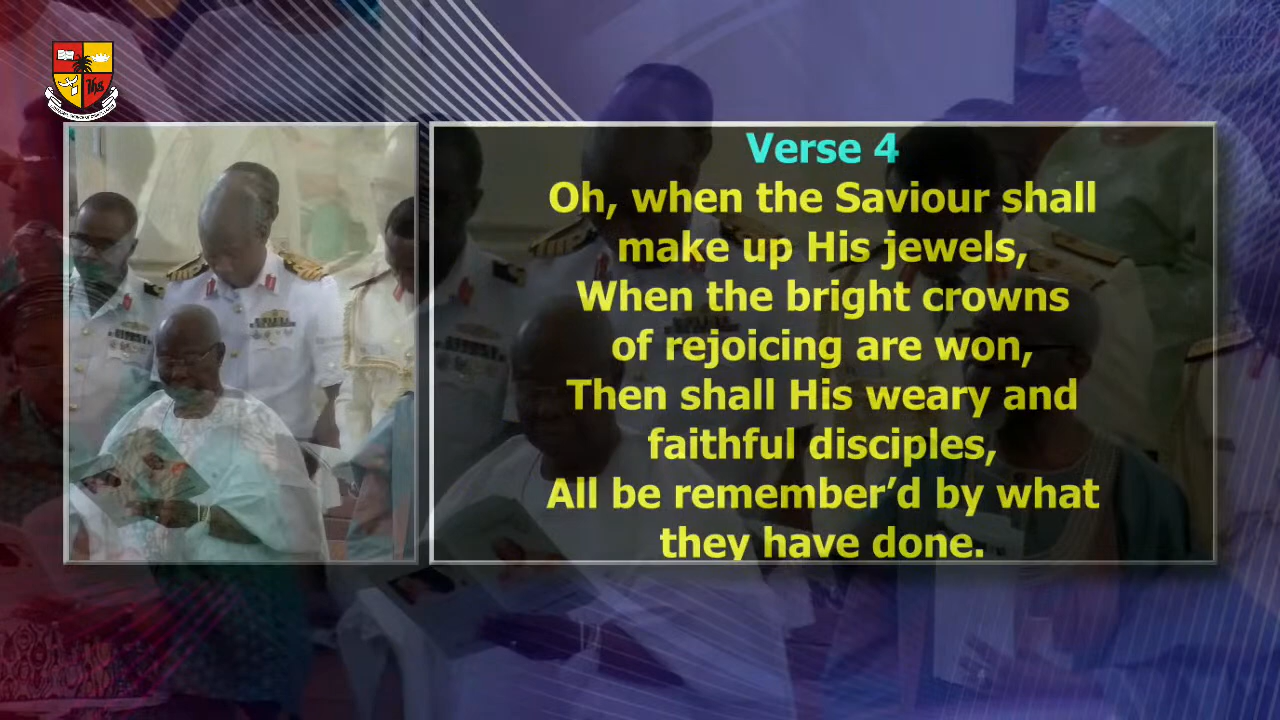 Verse 4
Oh, when the Saviour shall
make up His jewels,
When the bright crowns
of rejoicing are won,
Then shall His weary and
faithful disciples,
All be remember’d by what
they have done.